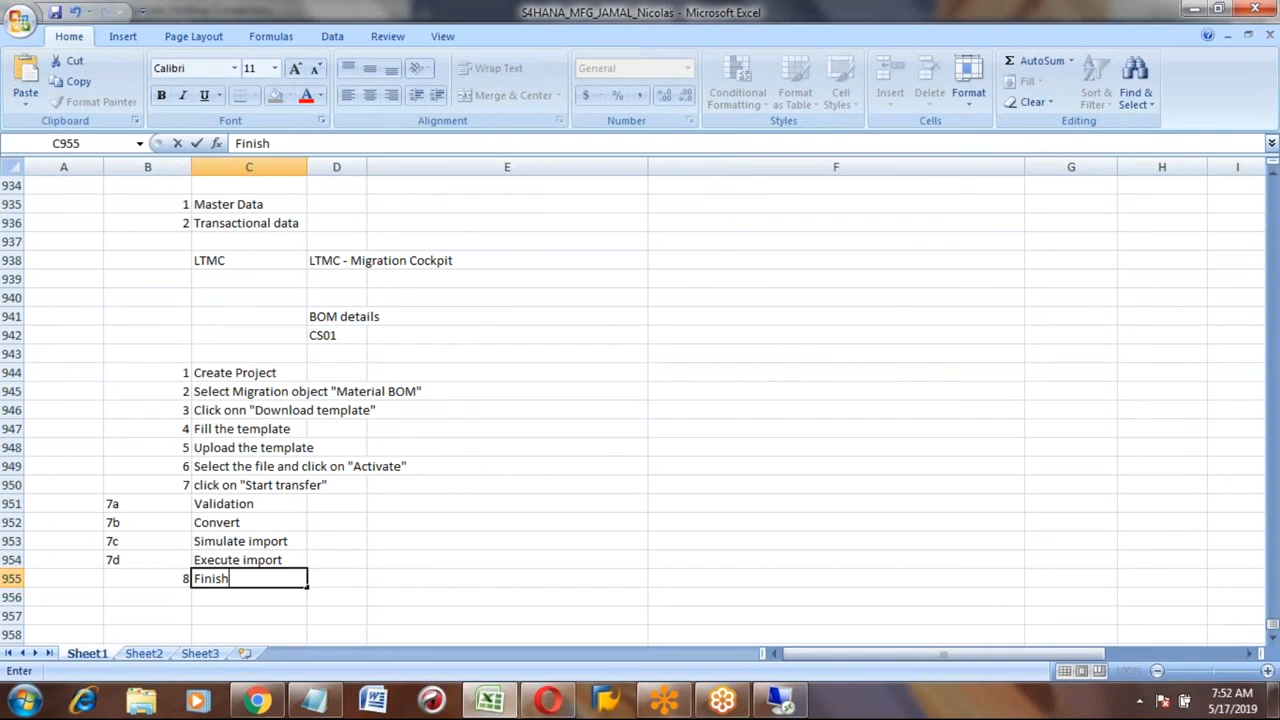 S4HANA_MFG_JAMAL_Nicolas - Microsoft Excel
Home Insert Page Layout Formulas Data Review View
Paste Cut Copy Format Painter Clipboard
Calibri 11 A A B I U A Font
Wrap Text Merge & Center Alignment
General $ % , Number
Conditional Formatting Format as Table Cell Styles Styles
Insert Delete Format Cells
Σ AutoSum Fill Clear Sort & Filter Find & Select Editing
C955 fx Finish
A B C D E F G H I
934
935 1 Master Data
936 2 Transactional data
937
938 LTMC LTMC - Migration Cockpit
939
940
941 BOM details
942 CS01
943
944 1 Create Project
945 2 Select Migration object "Material BOM"
946 3 Click onn "Download template"
947 4 Fill the template
948 5 Upload the template
949 6 Select the file and click on "Activate"
950 7 click on "Start transfer"
951 7a Validation
952 7b Convert
953 7c Simulate import
954 7d Execute import
955 8 Finish
956
957
958
Sheet1 Sheet2 Sheet3
Enter 100%
7:52 AM
5/17/2019